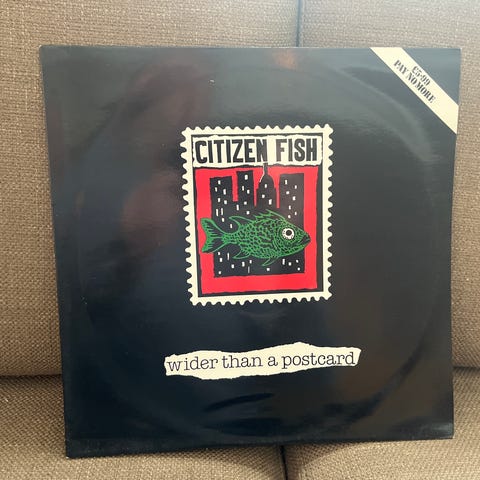 £5·99
PAY NO MORE
CITIZEN FISH
wider than a postcard